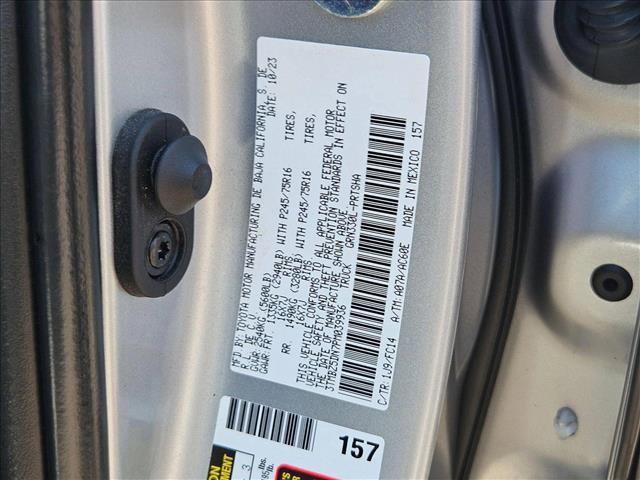 MFD.BY:TOYOTA MOTOR MANUFACTURING DE BAJA CALIFORNIA, S. DE
R.L. DE C.V. DATE: 10/23
GVWR: 2540KG (5600LB)
GAWR:FRT. 1335KG (2940LB) WITH P245/75R16 TIRES,
16X7J RIMS
RR. 1490KG (3280LB) WITH P245/75R16 TIRES,
16X7J RIMS
THIS VEHICLE CONFORMS TO ALL APPLICABLE FEDERAL MOTOR
VEHICLE SAFETY AND THEFT PREVENTION STANDARDS IN EFFECT ON
THE DATE OF MANUFACTURE SHOWN ABOVE.
TRUCK GRN330L-PRTSHA
C/TR:1J9/FC14 A/TM:A07A/AC60E MADE IN MEXICO 157
157
3
lbs.